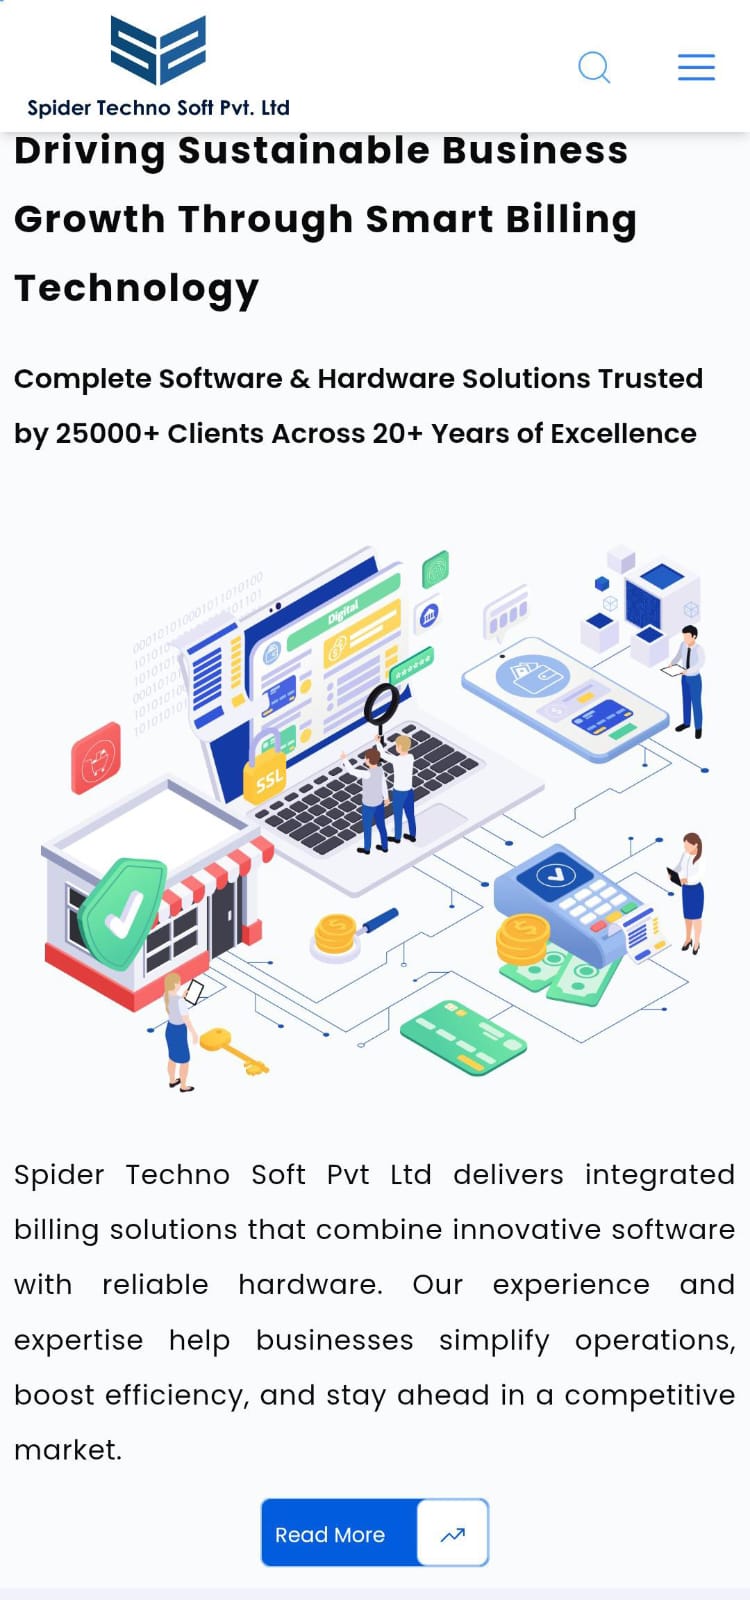 Spider Techno Soft Pvt. Ltd
Driving Sustainable Business
Growth Through Smart Billing
Technology
Complete Software & Hardware Solutions Trusted
by 25000+ Clients Across 20+ Years of Excellence
Digital
SSL
Spider Techno Soft Pvt Ltd delivers integrated
billing solutions that combine innovative software
with reliable hardware. Our experience and
expertise help businesses simplify operations,
boost efficiency, and stay ahead in a competitive
market.
Read More